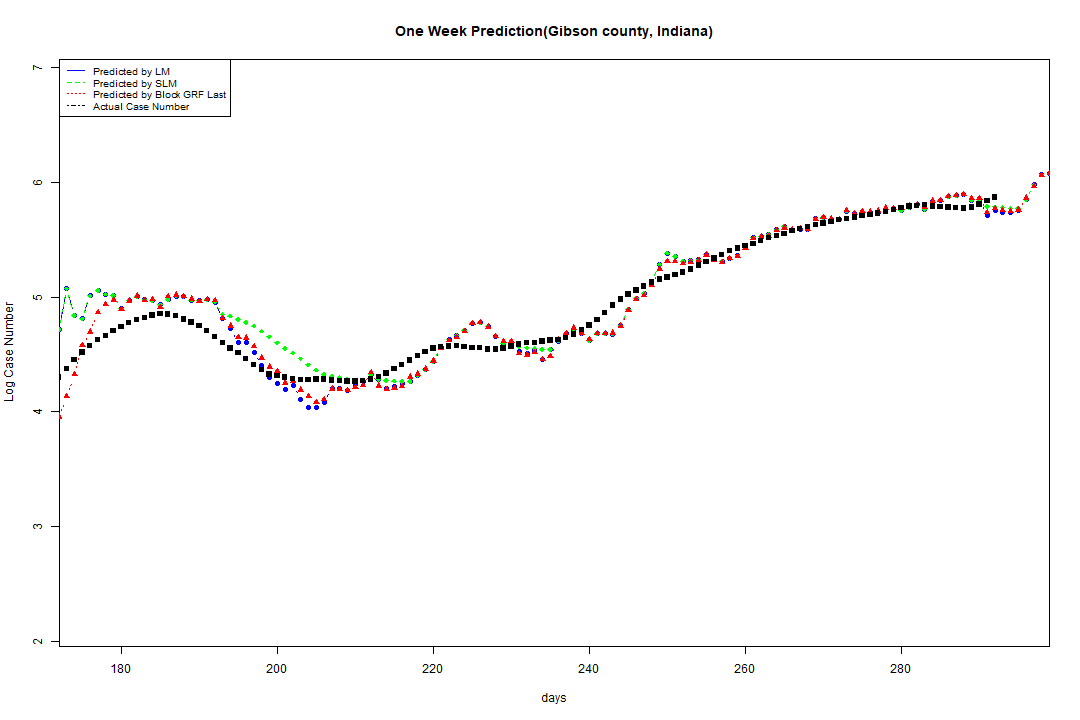 One Week Prediction(Gibson county, Indiana)
Predicted by LM
Predicted by SLM
Predicted by Block GRF Last
Actual Case Number
7
6
5
4
3
2
Log Case Number
180 200 220 240 260 280
days